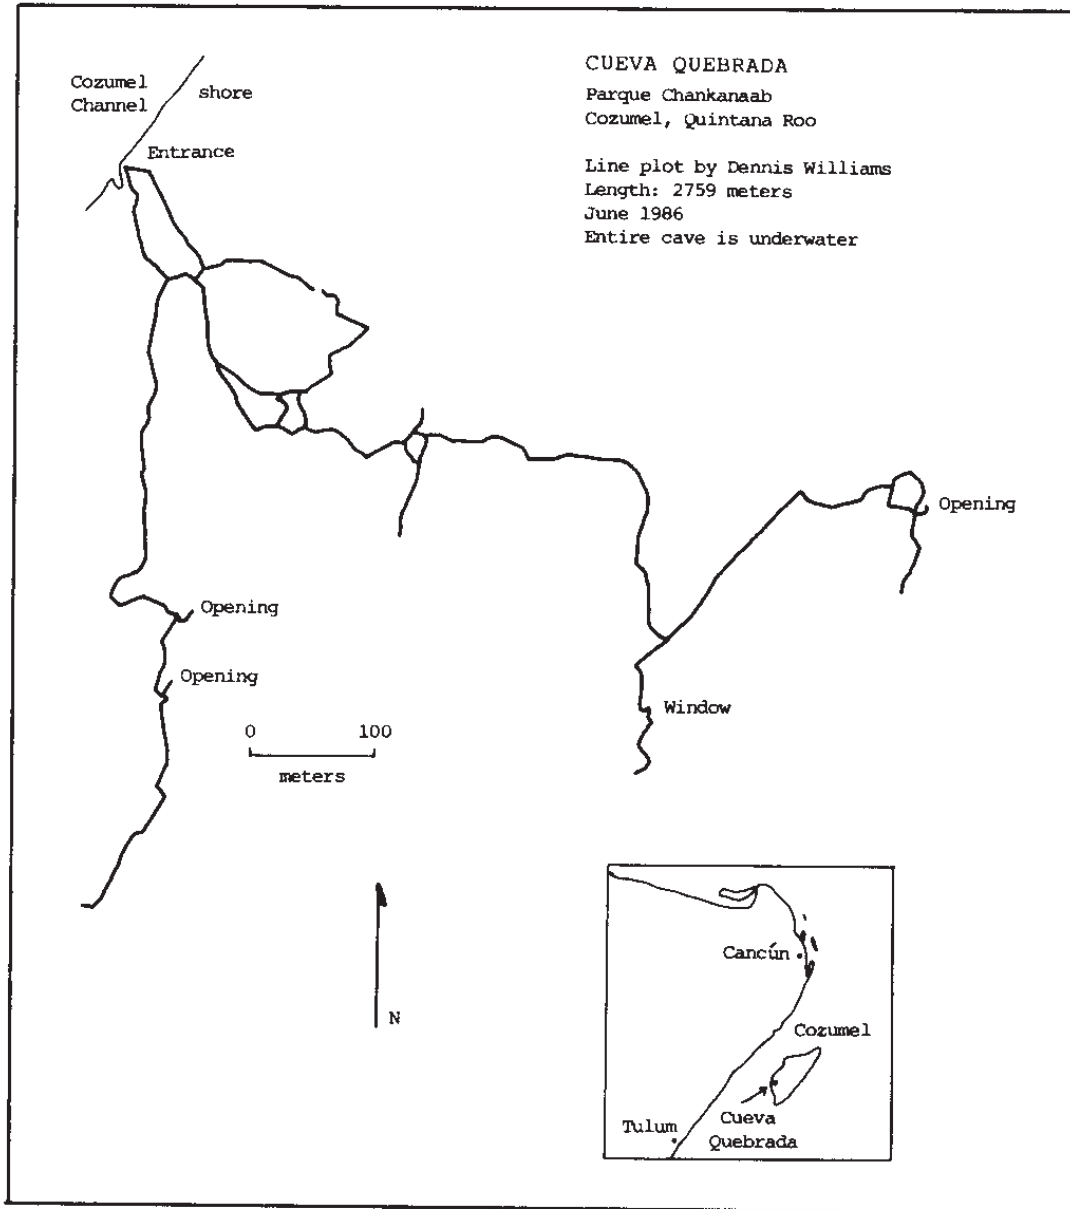 CUEVA QUEBRADA
Parque Chankanaab
Cozumel, Quintana Roo
Line plot by Dennis Williams
Length: 2759 meters
June 1986
Entire cave is underwater
Cozumel
Channel
shore
Entrance
Opening
Opening
Opening
Window
0 100
meters
N
Cancún
Cozumel
Tulum
Cueva
Quebrada